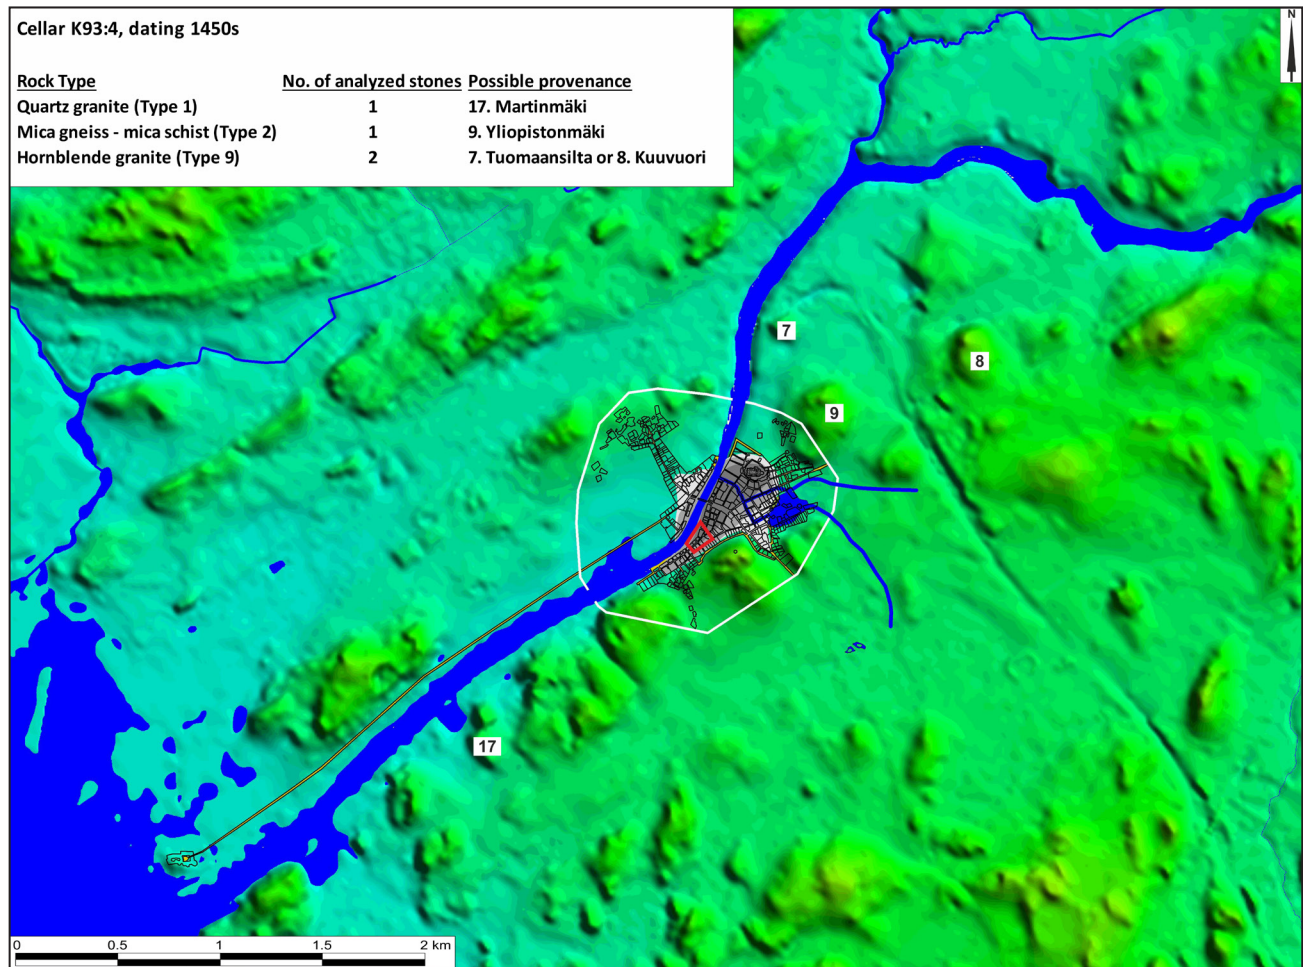 Cellar K93:4, dating 1450s
Rock Type No. of analyzed stones Possible provenance
Quartz granite (Type 1) 1 17. Martinmäki
Mica gneiss - mica schist (Type 2) 1 9. Yliopistonmäki
Hornblende granite (Type 9) 2 7. Tuomaansilta or 8. Kuuvuori
N
7
8
9
17
0 0.5 1 1.5 2 km